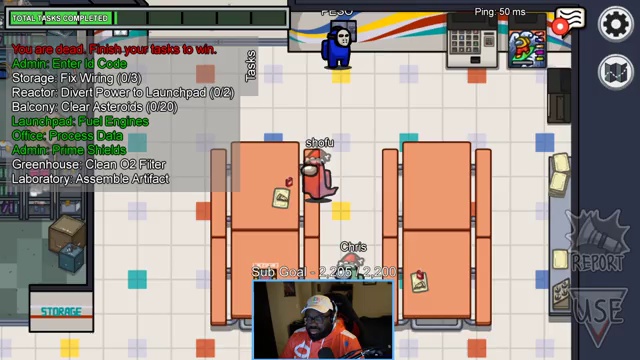 PESO
Ping: 50 ms
TOTAL TASKS COMPLETED
You are dead. Finish your tasks to win.
Admin: Enter Id Code
Storage: Fix Wiring (0/3)
Reactor: Divert Power to Launchpad (0/2)
Balcony: Clear Asteroids (0/20)
Launchpad: Fuel Engines
Office: Process Data
Admin: Prime Shields
Greenhouse: Clean O2 Filter
Laboratory: Assemble Artifact
Tasks
shofu
Chris
Sub Goal - 2,205 / 2,200
STORAGE
REPORT
USE